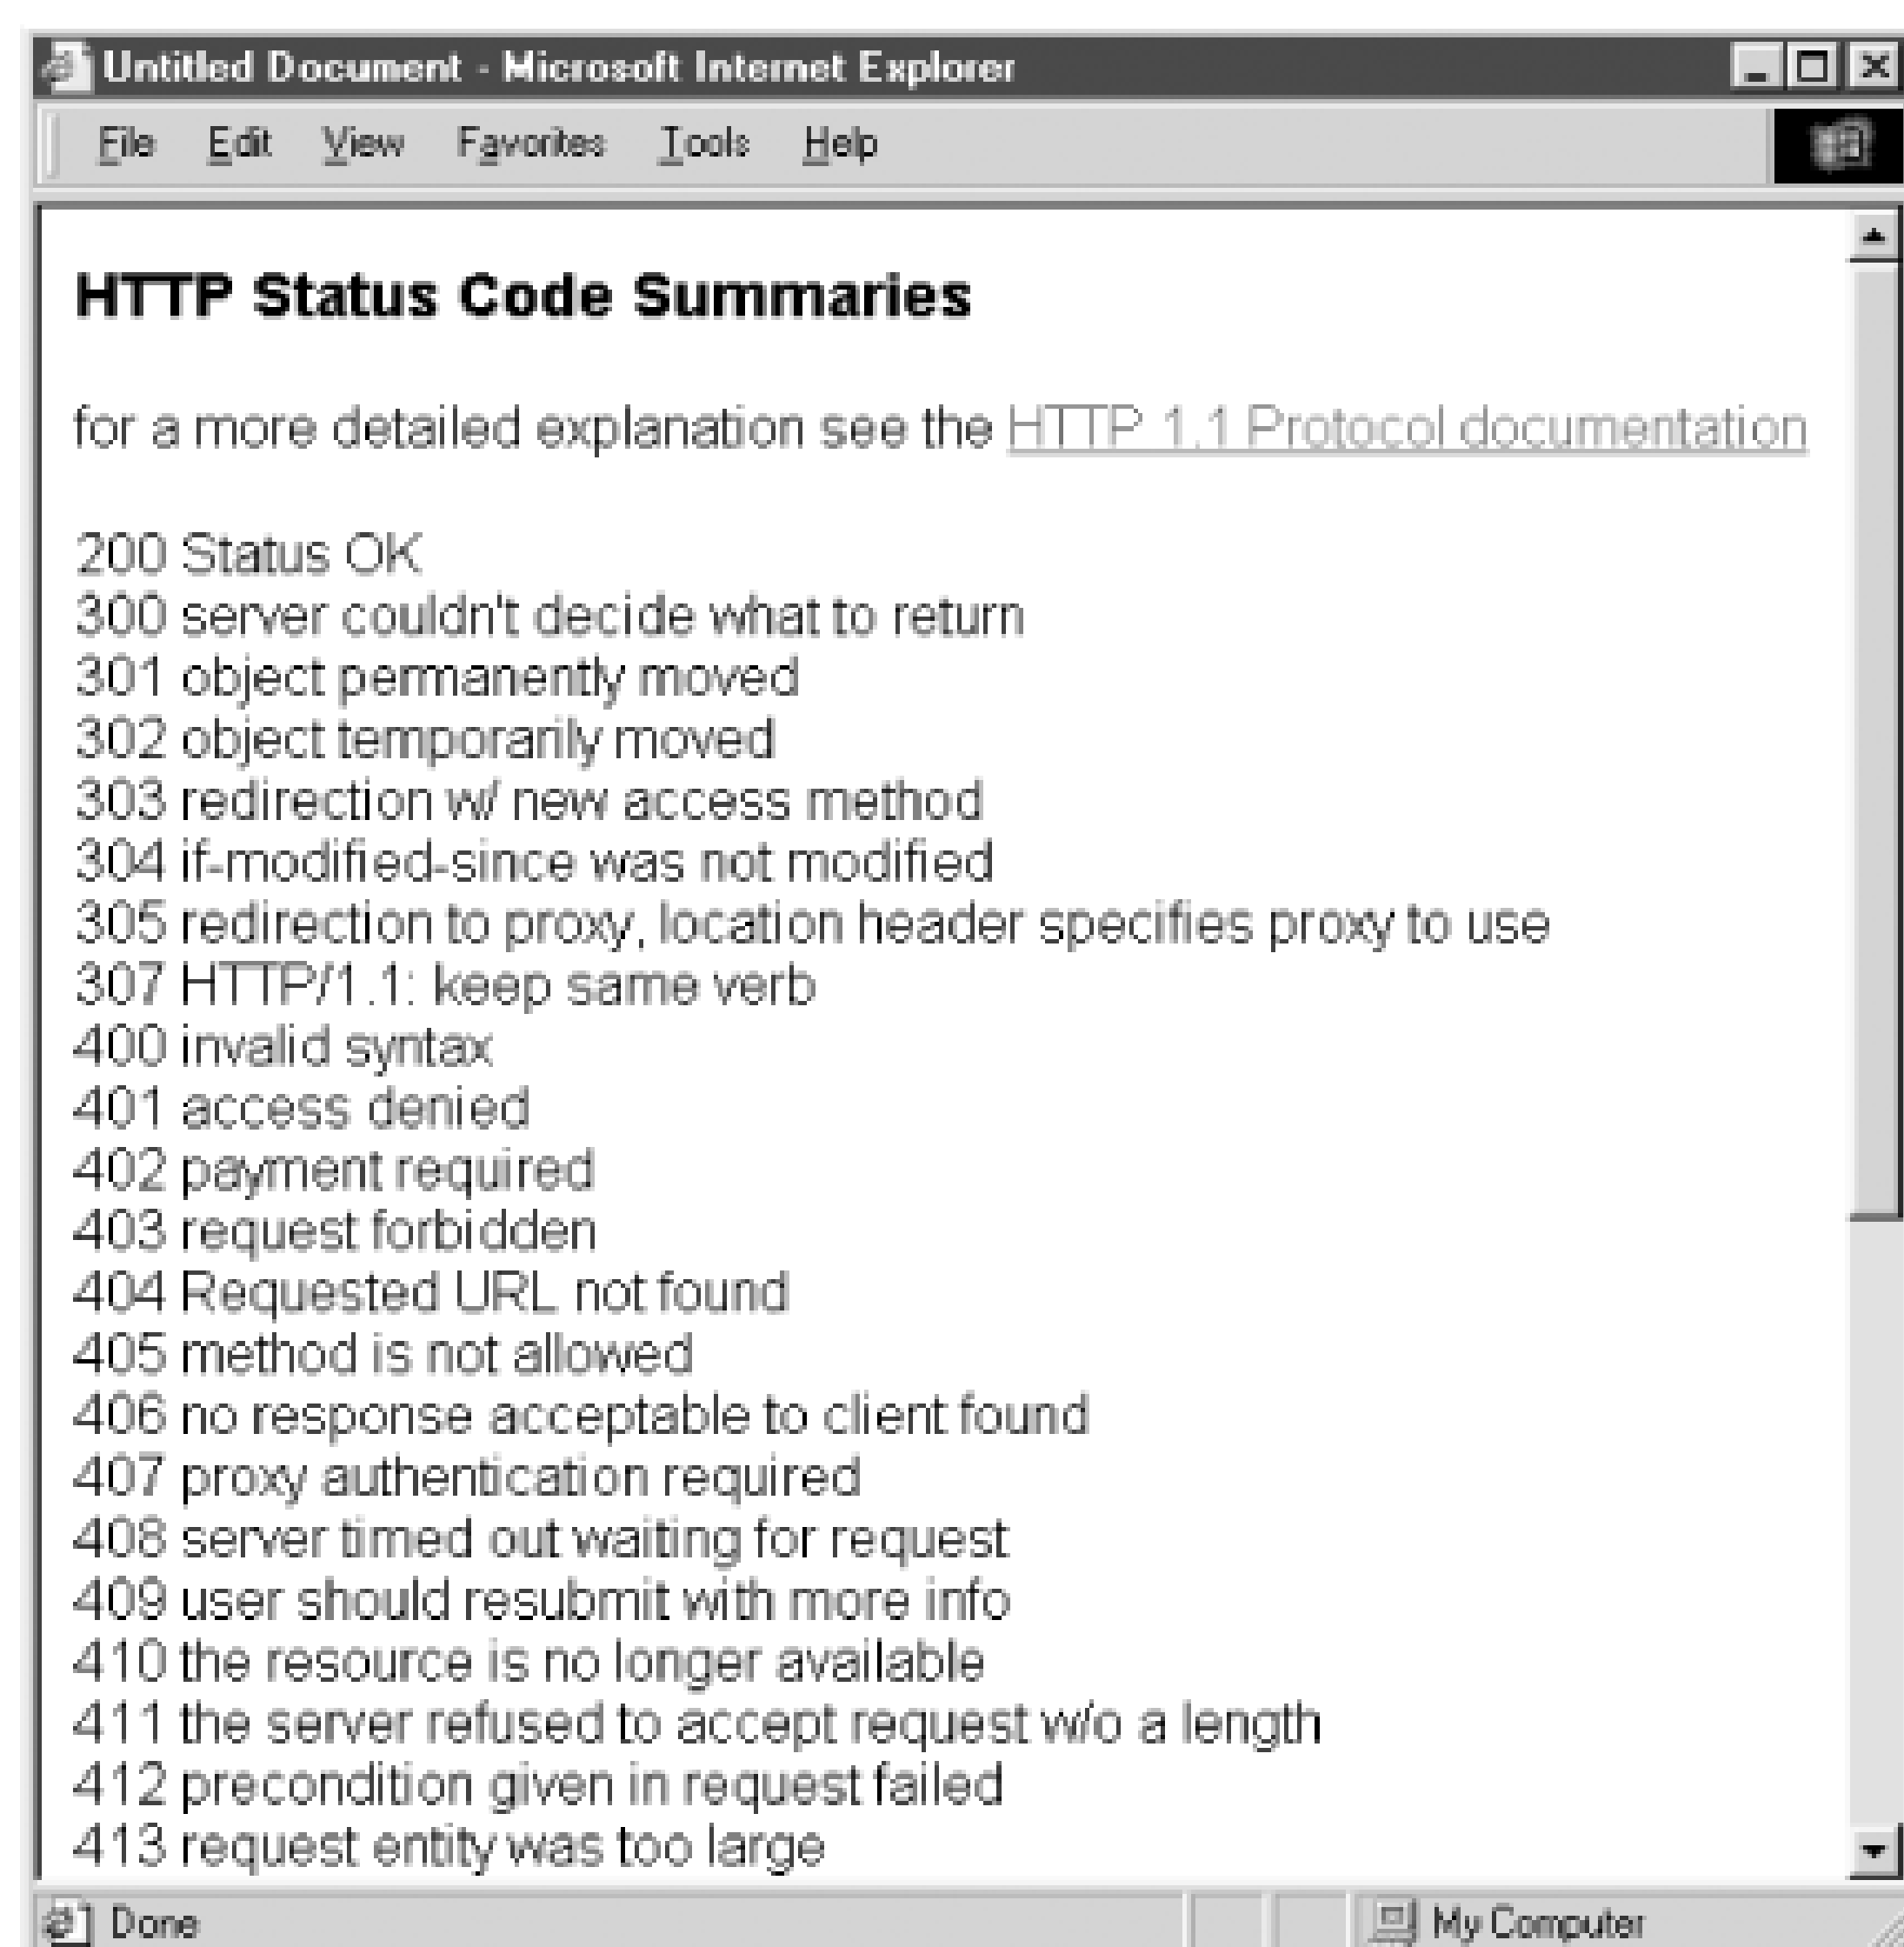 Untitled Document - Microsoft Internet Explorer
File Edit View Favorites Tools Help
HTTP Status Code Summaries
for a more detailed explanation see the HTTP 1.1 Protocol documentation
200 Status OK
300 server couldn't decide what to return
301 object permanently moved
302 object temporarily moved
303 redirection w/ new access method
304 if-modified-since was not modified
305 redirection to proxy, location header specifies proxy to use
307 HTTP/1.1: keep same verb
400 invalid syntax
401 access denied
402 payment required
403 request forbidden
404 Requested URL not found
405 method is not allowed
406 no response acceptable to client found
407 proxy authentication required
408 server timed out waiting for request
409 user should resubmit with more info
410 the resource is no longer available
411 the server refused to accept request w/o a length
412 precondition given in request failed
413 request entity was too large
Done My Computer